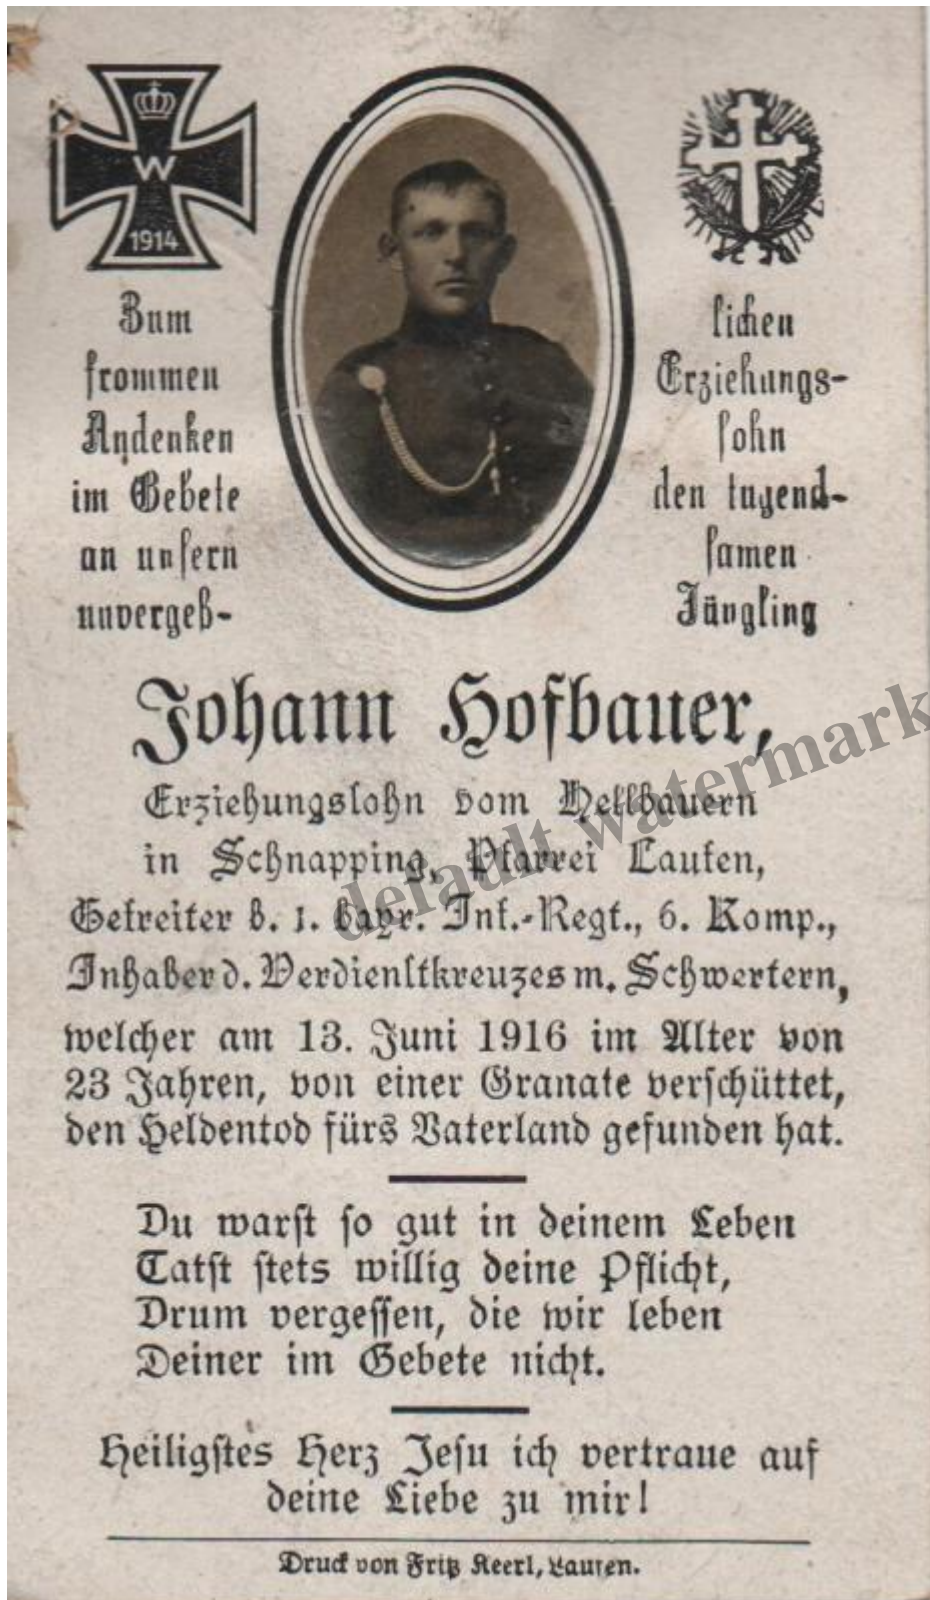 W
1914
Zum
frommen
Andenken
im Gebete
an unsern
unvergeß-
lichen
Erziehungs-
sohn
den tugend-
samen
Jüngling
Johann Hofbauer,
Erziehungssohn vom Hellbauern
in Schnapping, Pfarrei Laufen,
Gefreiter b. 1. bayr. Inf.-Regt., 6. Komp.,
Inhaber d. Verdienstkreuzes m. Schwertern,
welcher am 13. Juni 1916 im Alter von
23 Jahren, von einer Granate verschüttet,
den Heldentod fürs Vaterland gefunden hat.
Du warst so gut in deinem Leben
Tatst stets willig deine Pflicht,
Drum vergessen, die wir leben
Deiner im Gebete nicht.
Heiligstes Herz Jesu ich vertraue auf
deine Liebe zu mir!
Druck von Fritz Keerl, Laufen.
defadlt watermark